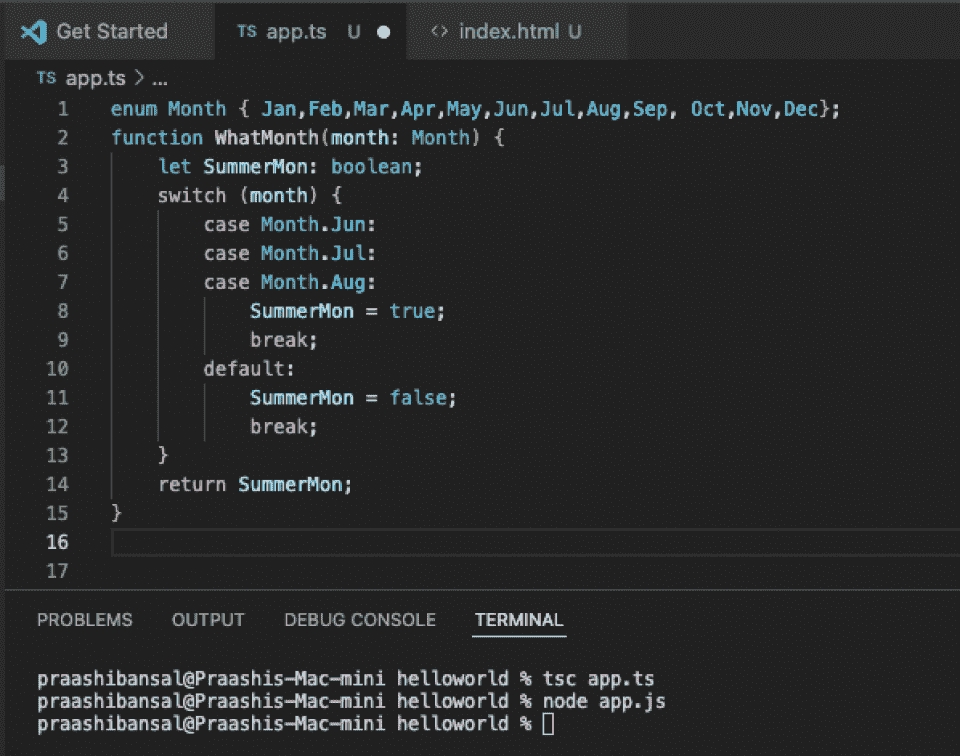 Get Started TS app.ts U <> index.html U
TS app.ts > ...
1 enum Month { Jan,Feb,Mar,Apr,May,Jun,Jul,Aug,Sep, Oct,Nov,Dec};
2 function WhatMonth(month: Month) {
3 let SummerMon: boolean;
4 switch (month) {
5 case Month.Jun:
6 case Month.Jul:
7 case Month.Aug:
8 SummerMon = true;
9 break;
10 default:
11 SummerMon = false;
12 break;
13 }
14 return SummerMon;
15 }
16
17
PROBLEMS OUTPUT DEBUG CONSOLE TERMINAL
praashibansal@Praashis-Mac-mini helloworld % tsc app.ts
praashibansal@Praashis-Mac-mini helloworld % node app.js
praashibansal@Praashis-Mac-mini helloworld %